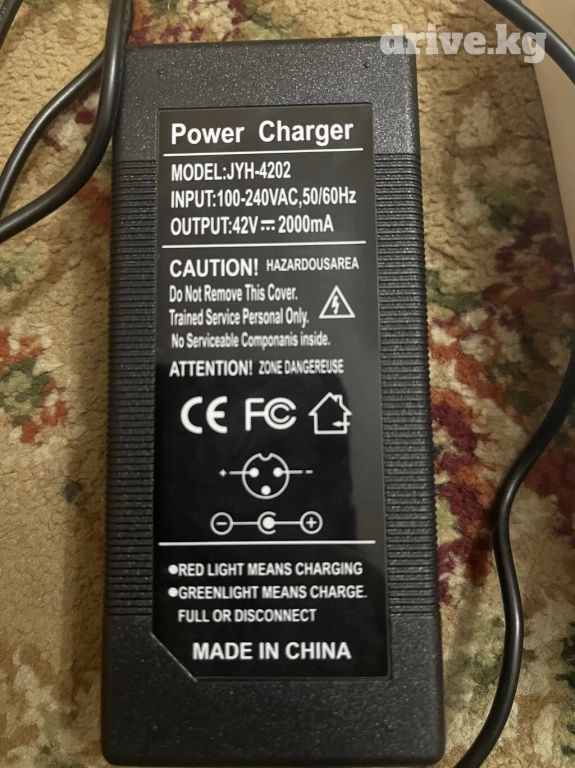 drive.kg
Power Charger
MODEL:JYH-4202
INPUT:100-240VAC,50/60Hz
OUTPUT:42V⎓2000mA
CAUTION! HAZARDOUSAREA
Do Not Remove This Cover.
Trained Service Personal Only.
No Serviceable Componanis inside.
ATTENTION! ZONE DANGEREUSE
CE FC
+ -
- +
●RED LIGHT MEANS CHARGING
●GREENLIGHT MEANS CHARGE.
FULL OR DISCONNECT
MADE IN CHINA